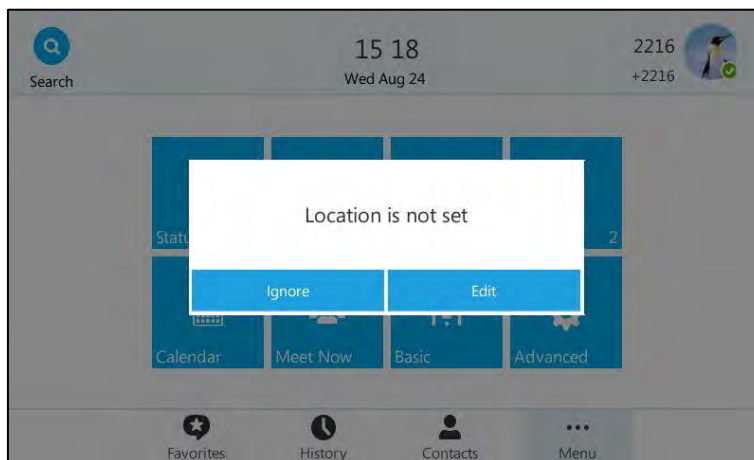 15 18
2216
Search
Wed Aug 24
+2216
Location is not set
2
Ignore
Edit
Calendar
Meet Now
Basic
Advanced
Favorites
History
Contacts
Menu